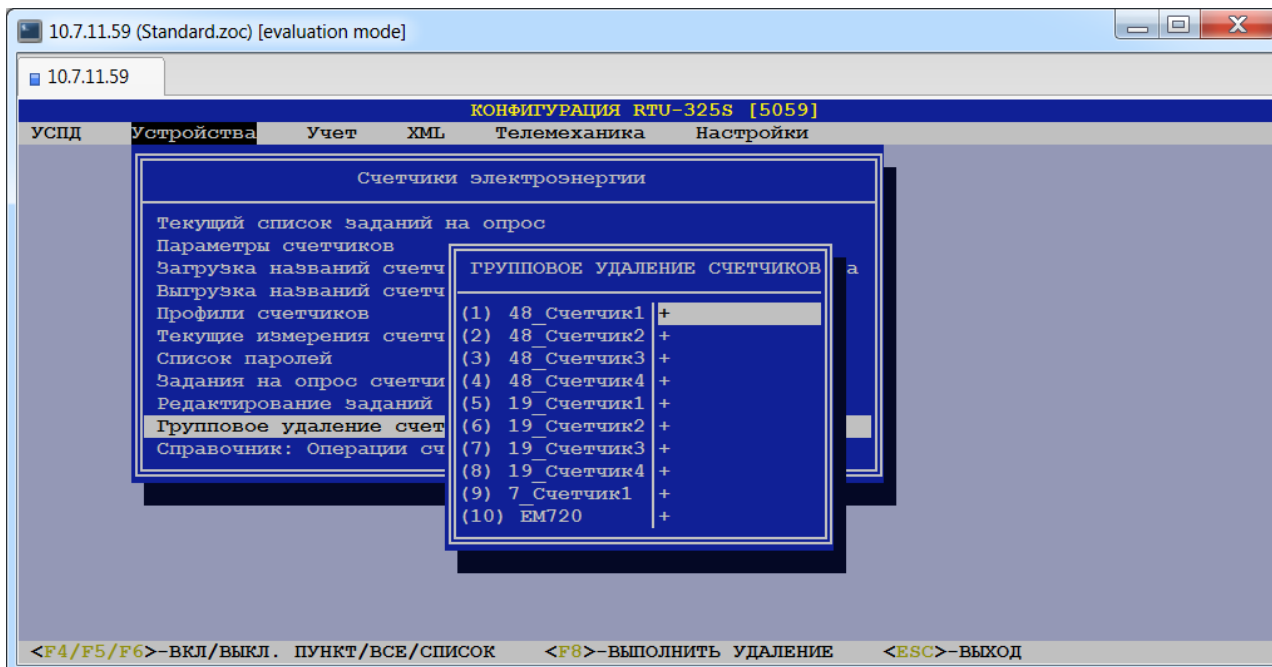 10.7.11.59 (Standard.zoc) [evaluation mode]
10.7.11.59
КОНФИГУРАЦИЯ RTU-325S [5059]
УСПД Устройства Учет XML Телемеханика Настройки
Счетчики электроэнергии
Текущий список заданий на опрос
Параметры счетчиков
Загрузка названий счетч
а
Выгрузка названий счетч
Профили счетчиков
Текущие измерения счетч
Список паролей
Задания на опрос счетчи
Редактирование заданий
Групповое удаление счет
Справочник: Операции сч
ГРУППОВОЕ УДАЛЕНИЕ СЧЕТЧИКОВ
(1) 48_Счетчик1 +
(2) 48_Счетчик2 +
(3) 48_Счетчик3 +
(4) 48_Счетчик4 +
(5) 19_Счетчик1 +
(6) 19_Счетчик2 +
(7) 19_Счетчик3 +
(8) 19_Счетчик4 +
(9) 7_Счетчик1 +
(10) EM720 +
<F4/F5/F6>-ВКЛ/ВЫКЛ. ПУНКТ/ВСЕ/СПИСОК <F8>-ВЫПОЛНИТЬ УДАЛЕНИЕ <ESC>-ВЫХОД